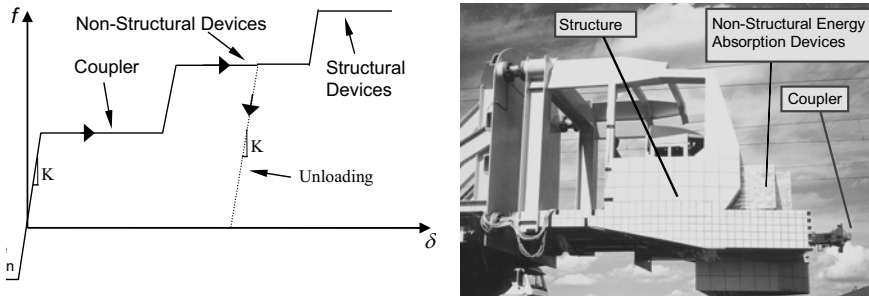 f
Non-Structural Devices
Coupler
Structural
Devices
K
K
Unloading
δ
n
Structure
Non-Structural Energy
Absorption Devices
Coupler